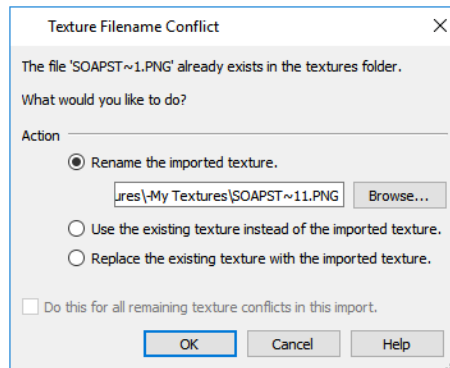 Texture Filename Conflict
The file 'SOAPST~1.PNG' already exists in the textures folder.
What would you like to do?
Action
Rename the imported texture.
ures\-My Textures\SOAPST~11.PNG Browse...
Use the existing texture instead of the imported texture.
Replace the existing texture with the imported texture.
Do this for all remaining texture conflicts in this import.
OK Cancel Help